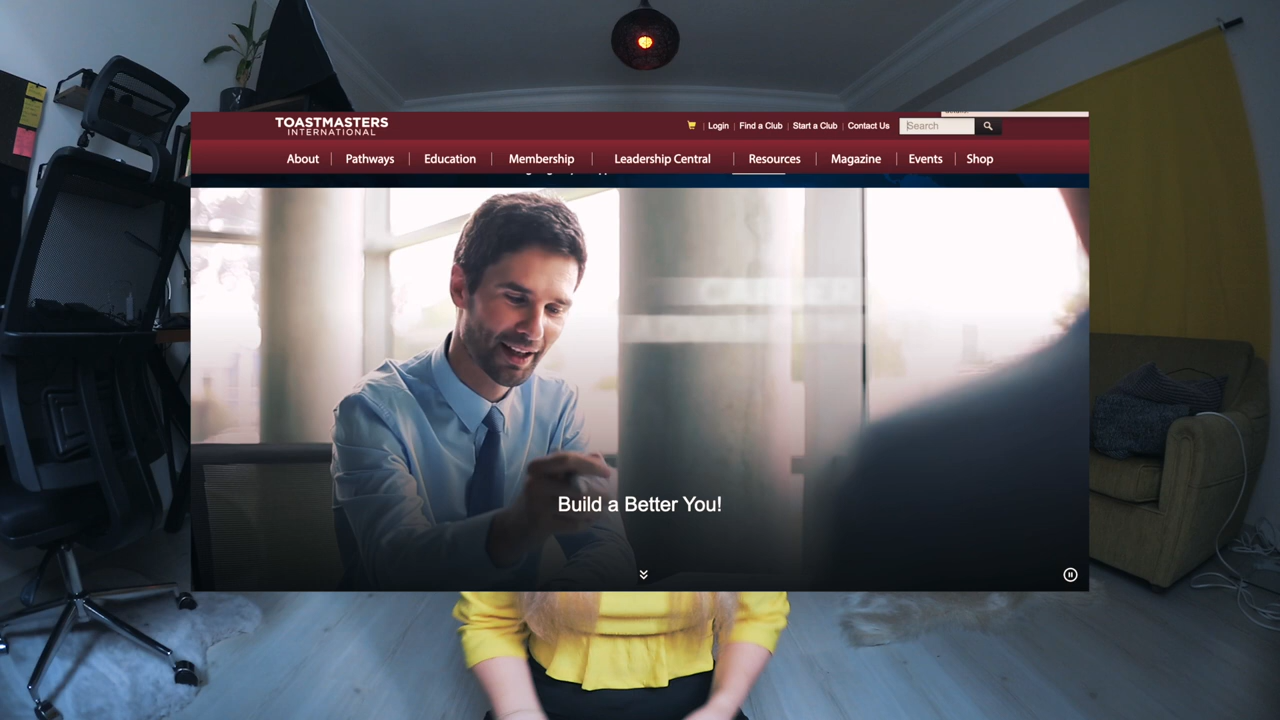 TOASTMASTERS
INTERNATIONAL
Login Find a Club Start a Club Contact Us Search
About Pathways Education Membership Leadership Central Resources Magazine Events Shop
Build a Better You!